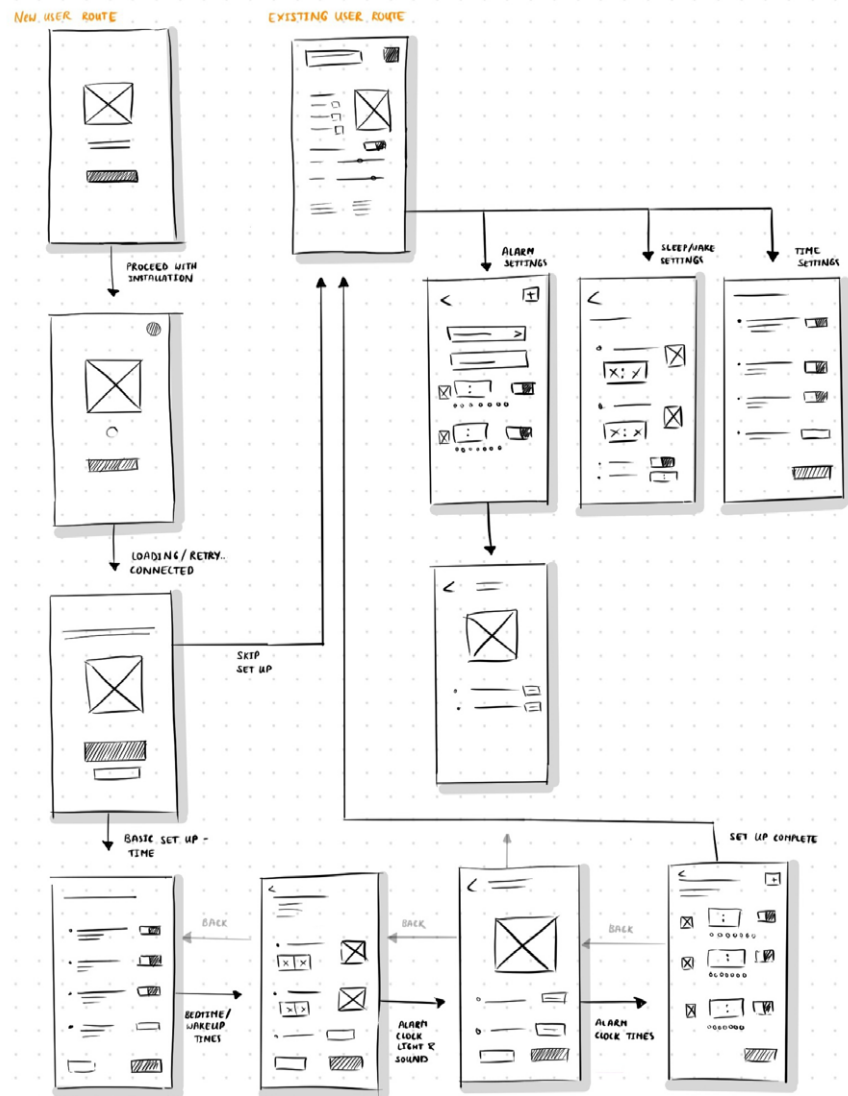 NEW USER ROUTE
EXISTING USER ROUTE
PROCEED WITH
INSTALLATION
ALARM
SETTINGS
SLEEP/WAKE
SETTINGS
TIME
SETTINGS
LOADING/RETRY..
CONNECTED
SKIP
SET UP
BASIC SET UP -
TIME
SET UP COMPLETE
BACK
BACK
BACK
BEDTIME/
WAKEUP
TIMES
ALARM
CLOCK
LIGHT &
SOUND
ALARM
CLOCK TIMES